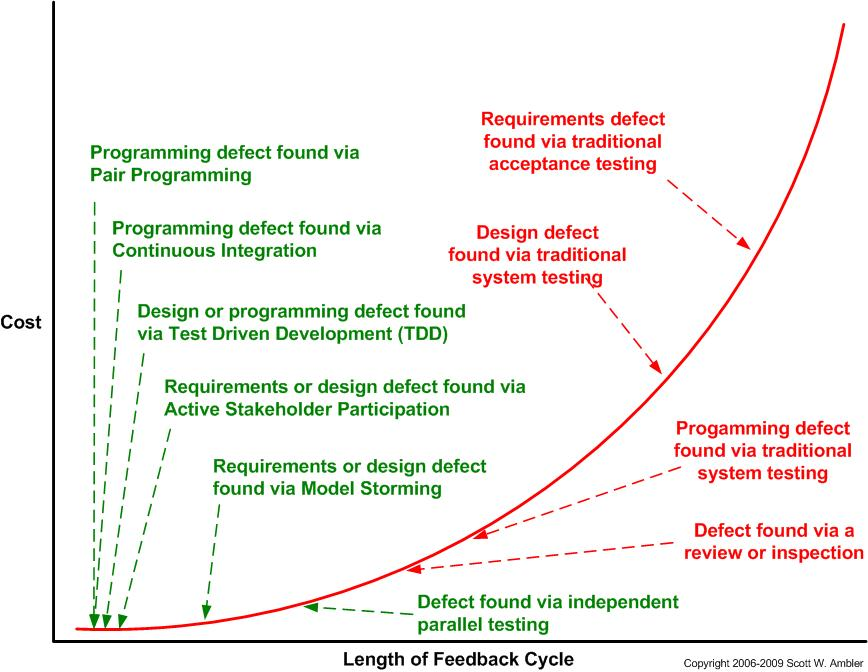 Requirements defect
found via traditional
acceptance testing
Programming defect found via
Pair Programming
Programming defect found via
Continuous Integration
Design defect
found via traditional
system testing
Design or programming defect found
via Test Driven Development (TDD)
Cost
Requirements or design defect found via
Active Stakeholder Participation
Progamming defect
found via traditional
system testing
Requirements or design defect
found via Model Storming
Defect found via a
review or inspection
Defect found via independent
parallel testing
Length of Feedback Cycle
Copyright 2006-2009 Scott W. Ambler